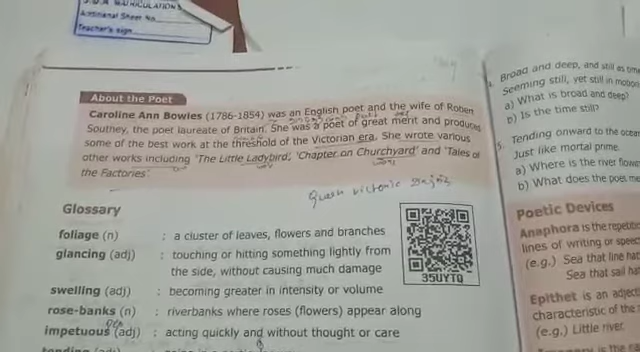 MATRICULATION
Additional Sheet No
Teacher's sign
About the Poet
Caroline Ann Bowles (1786-1854) was an English poet and the wife of Robert
Southey, the poet laureate of Britain. She was a poet of great merit and produced
some of the best work at the threshold of the Victorian era. She wrote various
other works including 'The Little Ladybird', 'Chapter on Churchyard' and 'Tales of
the Factories'
Queen victoria
Glossary
foliage (n) : a cluster of leaves, flowers and branches
glancing (adj) : touching or hitting something lightly from
the side, without causing much damage
swelling (adj) : becoming greater in intensity or volume
rose-banks (n) : riverbanks where roses (flowers) appear along
impetuous (adj) : acting quickly and without thought or care
35UYTQ
Broad and deep, and still as time
Seeming still, yet still in motion
a) What is broad and deep?
b) Is the time still?
5. Tending onward to the ocean
Just like mortal prime.
a) Where is the river flowi
b) What does the poet me
Poetic Devices
Anaphora is the repetitio
lines of writing or speech
(e.g.) Sea that line hat
Sea that sail hat
Epithet is an adjecti
characteristic of the
(e.g.) Little river